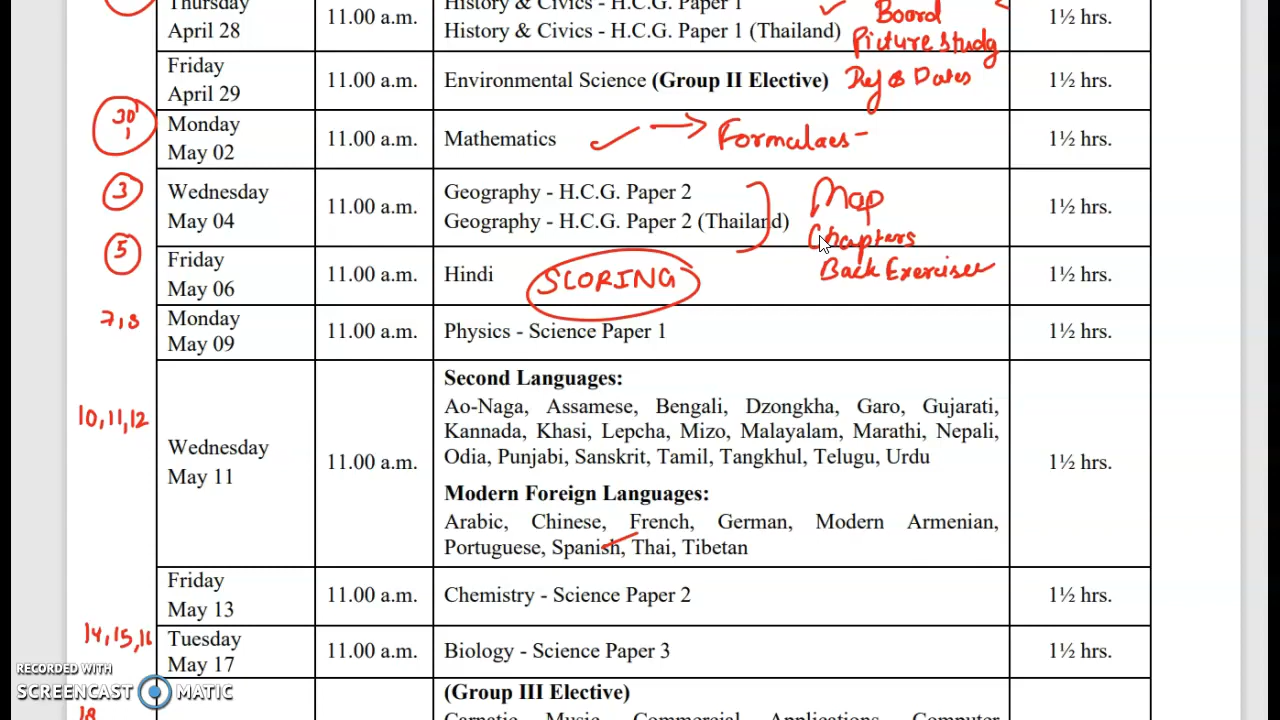 Thursday
April 28
11.00 a.m.
History & Civics - H.C.G. Paper 1
History & Civics - H.C.G. Paper 1 (Thailand)
Board
Picture Study
1½ hrs.
Friday
April 29
11.00 a.m.
Environmental Science (Group II Elective)
& Dates
1½ hrs.
30
Monday
May 02
11.00 a.m.
Mathematics
Formulaes-
1½ hrs.
3
Wednesday
May 04
11.00 a.m.
Geography - H.C.G. Paper 2
Geography - H.C.G. Paper 2 (Thailand)
Map
Chapters
Back Exercises
1½ hrs.
5
Friday
May 06
11.00 a.m.
Hindi
SCORING
1½ hrs.
7,8
Monday
May 09
11.00 a.m.
Physics - Science Paper 1
1½ hrs.
10,11,12
Wednesday
May 11
11.00 a.m.
Second Languages:
Ao-Naga, Assamese, Bengali, Dzongkha, Garo, Gujarati,
Kannada, Khasi, Lepcha, Mizo, Malayalam, Marathi, Nepali,
Odia, Punjabi, Sanskrit, Tamil, Tangkhul, Telugu, Urdu
Modern Foreign Languages:
Arabic, Chinese, French, German, Modern Armenian,
Portuguese, Spanish, Thai, Tibetan
1½ hrs.
Friday
May 13
11.00 a.m.
Chemistry - Science Paper 2
1½ hrs.
14,15,16
Tuesday
May 17
11.00 a.m.
Biology - Science Paper 3
1½ hrs.
18
(Group III Elective)
Carnatic Music, Commercial Applications, Computer
RECORDED WITH
SCREENCAST MATIC